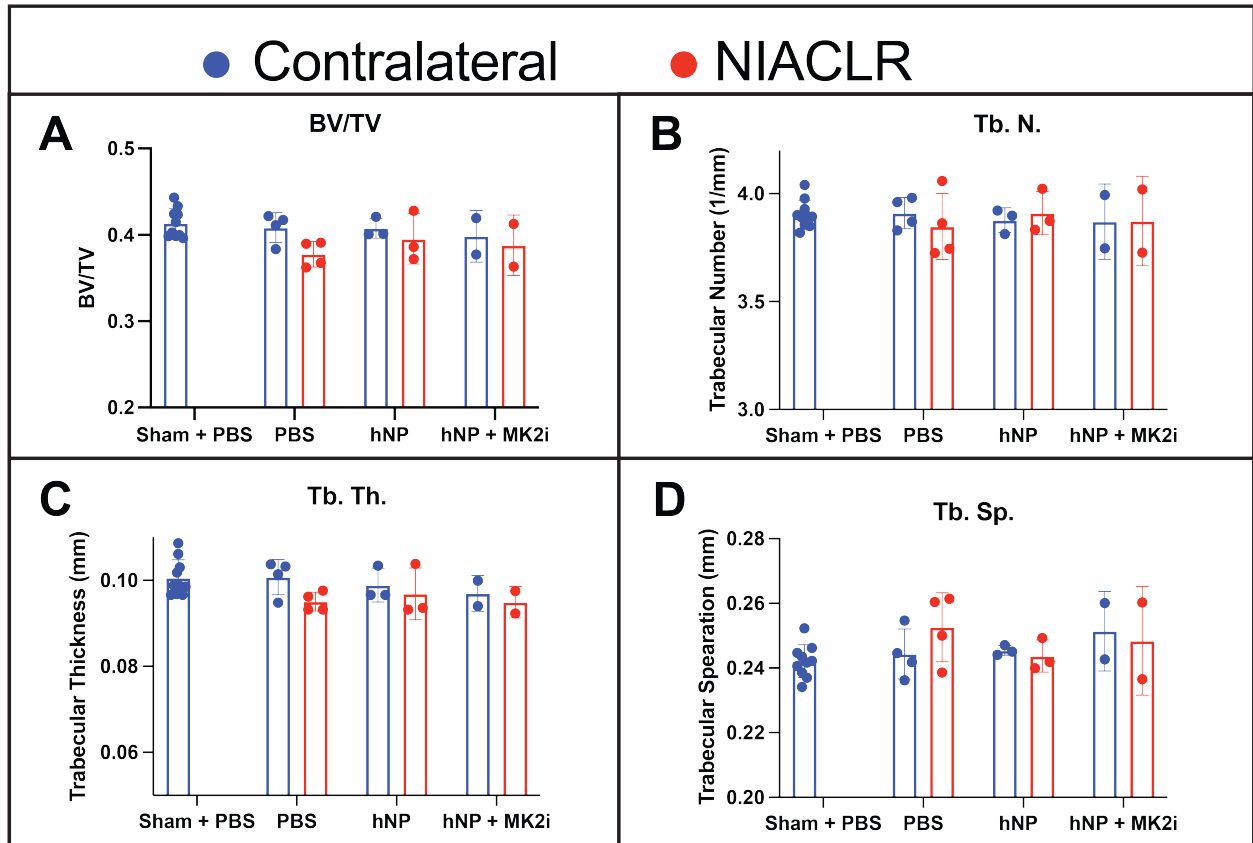 Contralateral NIACLR
A
BV/TV
BV/TV
0.5
0.4
0.3
0.2
Sham + PBS PBS hNP hNP + MK2i
B
Tb. N.
Trabecular Number (1/mm)
4.0
3.5
3.0
Sham + PBS PBS hNP hNP + MK2i
C
Tb. Th.
Trabecular Thickness (mm)
0.10
0.08
0.06
Sham + PBS PBS hNP hNP + MK2i
D
Tb. Sp.
Trabecular Spearation (mm)
0.28
0.26
0.24
0.22
0.20
Sham + PBS PBS hNP hNP + MK2i